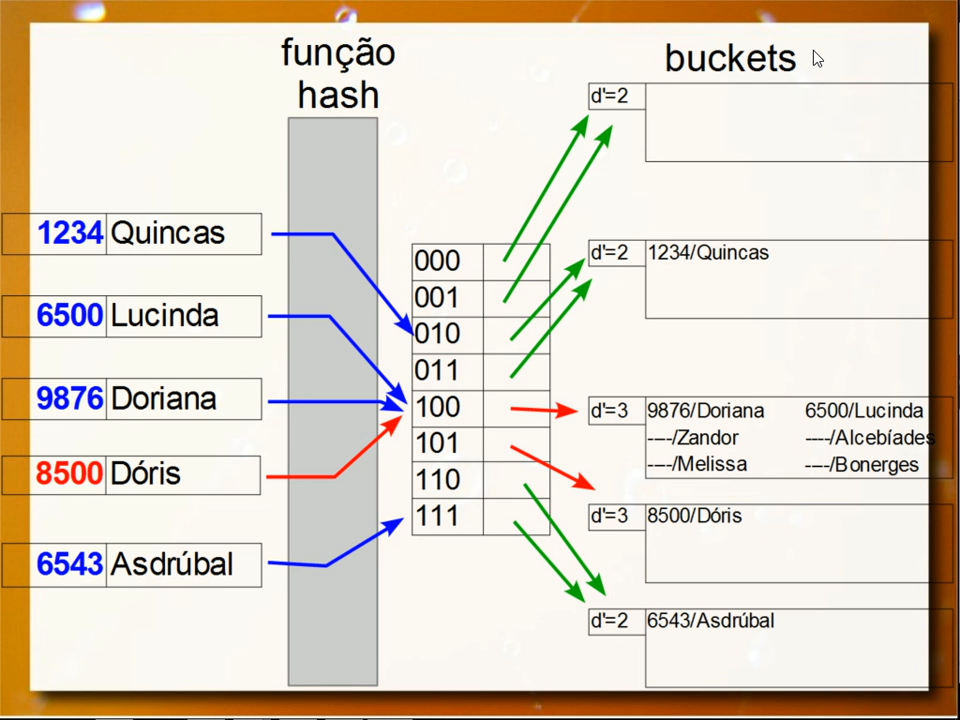 função
hash
buckets
1234 Quincas
6500 Lucinda
9876 Doriana
8500 Dóris
6543 Asdrúbal
000
001
010
011
100
101
110
111
d'=2
d'=2 1234/Quincas
d'=3 9876/Doriana 6500/Lucinda
----/Zandor ----/Alcebíades
----/Melissa ----/Bonerges
d'=3 8500/Dóris
d'=2 6543/Asdrúbal